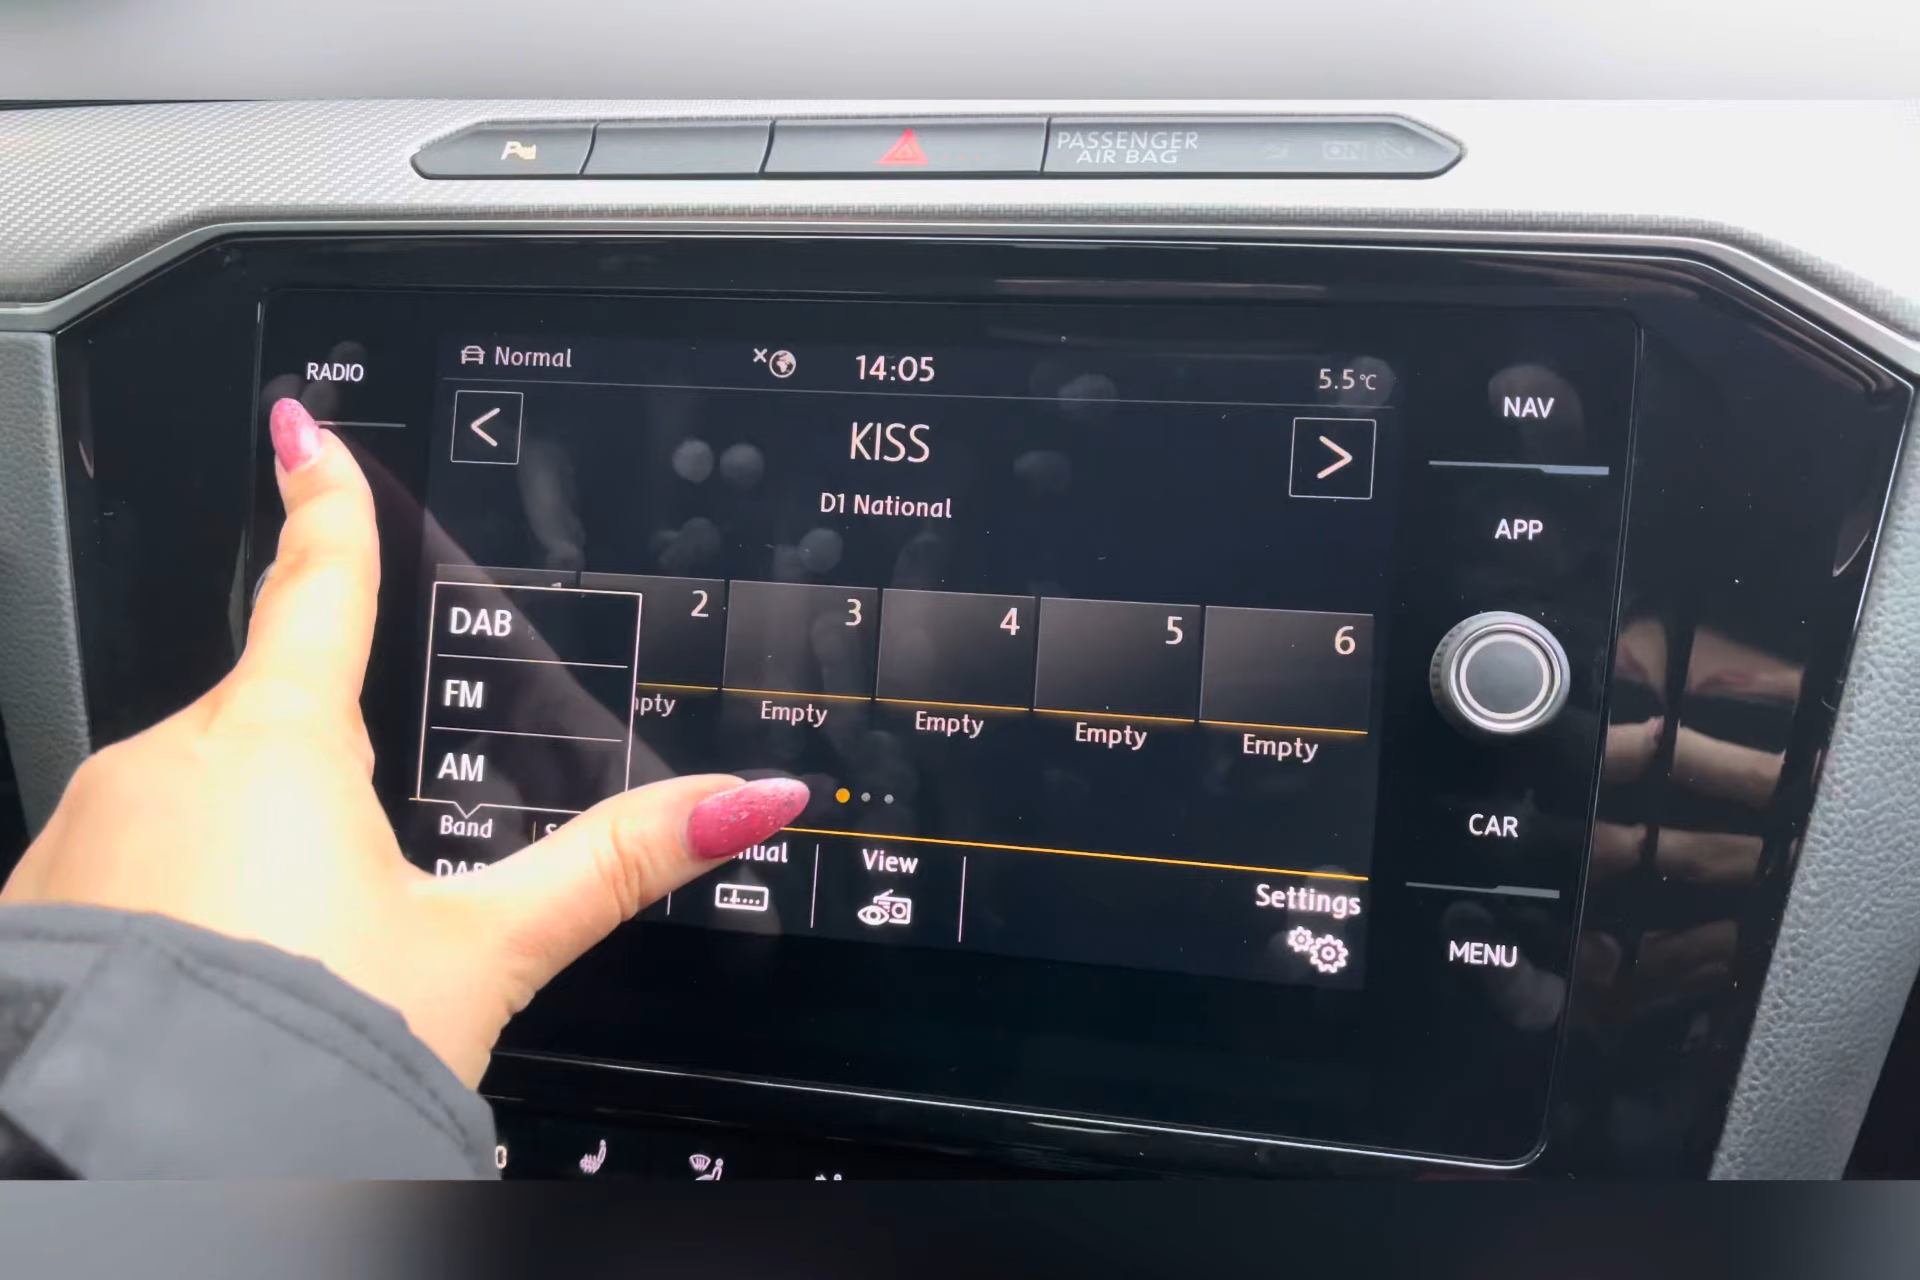 P
PASSENGER
AIR BAG
ON
RADIO
Normal
14:05
5.5°C
NAV
KISS
D1 National
APP
2
3
4
5
6
DAB
FM
AM
Empty
Empty
Empty
Empty
Band
View
Settings
CAR
MENU